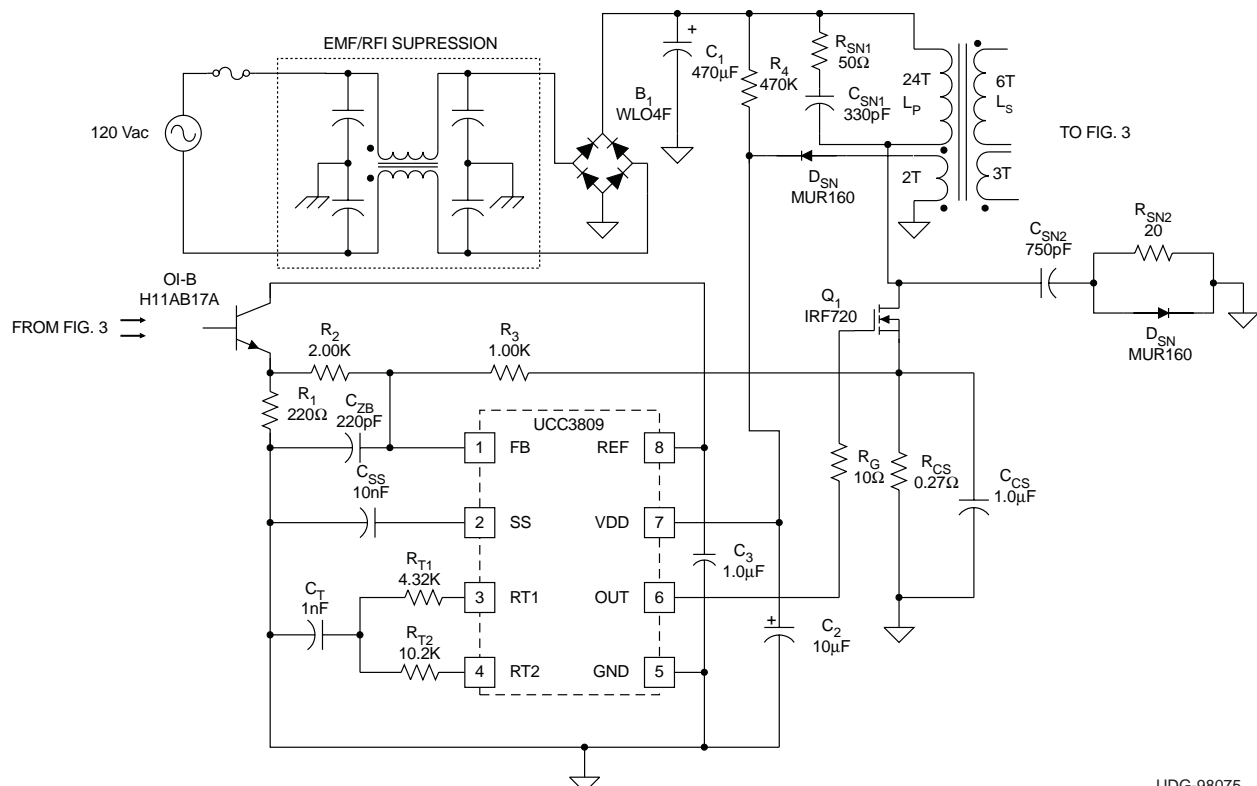 EMF/RFI SUPRESSION
120 Vac
B1
WLO4F
C1
470µF
+
R4
470K
RSN1
50Ω
CSN1
330pF
24T
LP
6T
LS
TO FIG. 3
DSN
MUR160
2T
3T
CSN2
750pF
RSN2
20
DSN
MUR160
OI-B
H11AB17A
FROM FIG. 3
R2
2.00K
R3
1.00K
Q1
IRF720
R1
220Ω
CZB
220pF
UCC3809
1 FB REF 8
CSS
10nF
2 SS VDD 7
RG
10Ω
RCS
0.27Ω
CCS
1.0µF
C3
1.0µF
RT1
4.32K
3 RT1 OUT 6
CT
1nF
RT2
10.2K
4 RT2 GND 5
+
C2
10µF
UDG-98075